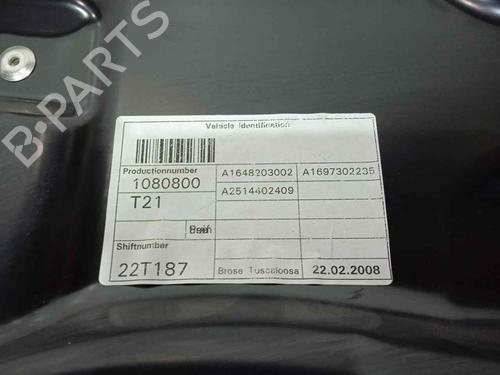 Vehicle Identification
Productionnumber
1080800
T21
A1648203002
A1697302235
A2514402409
Shiftnumber
22T187
Brose Tuscaloosa
22.02.2008
B-PARTS